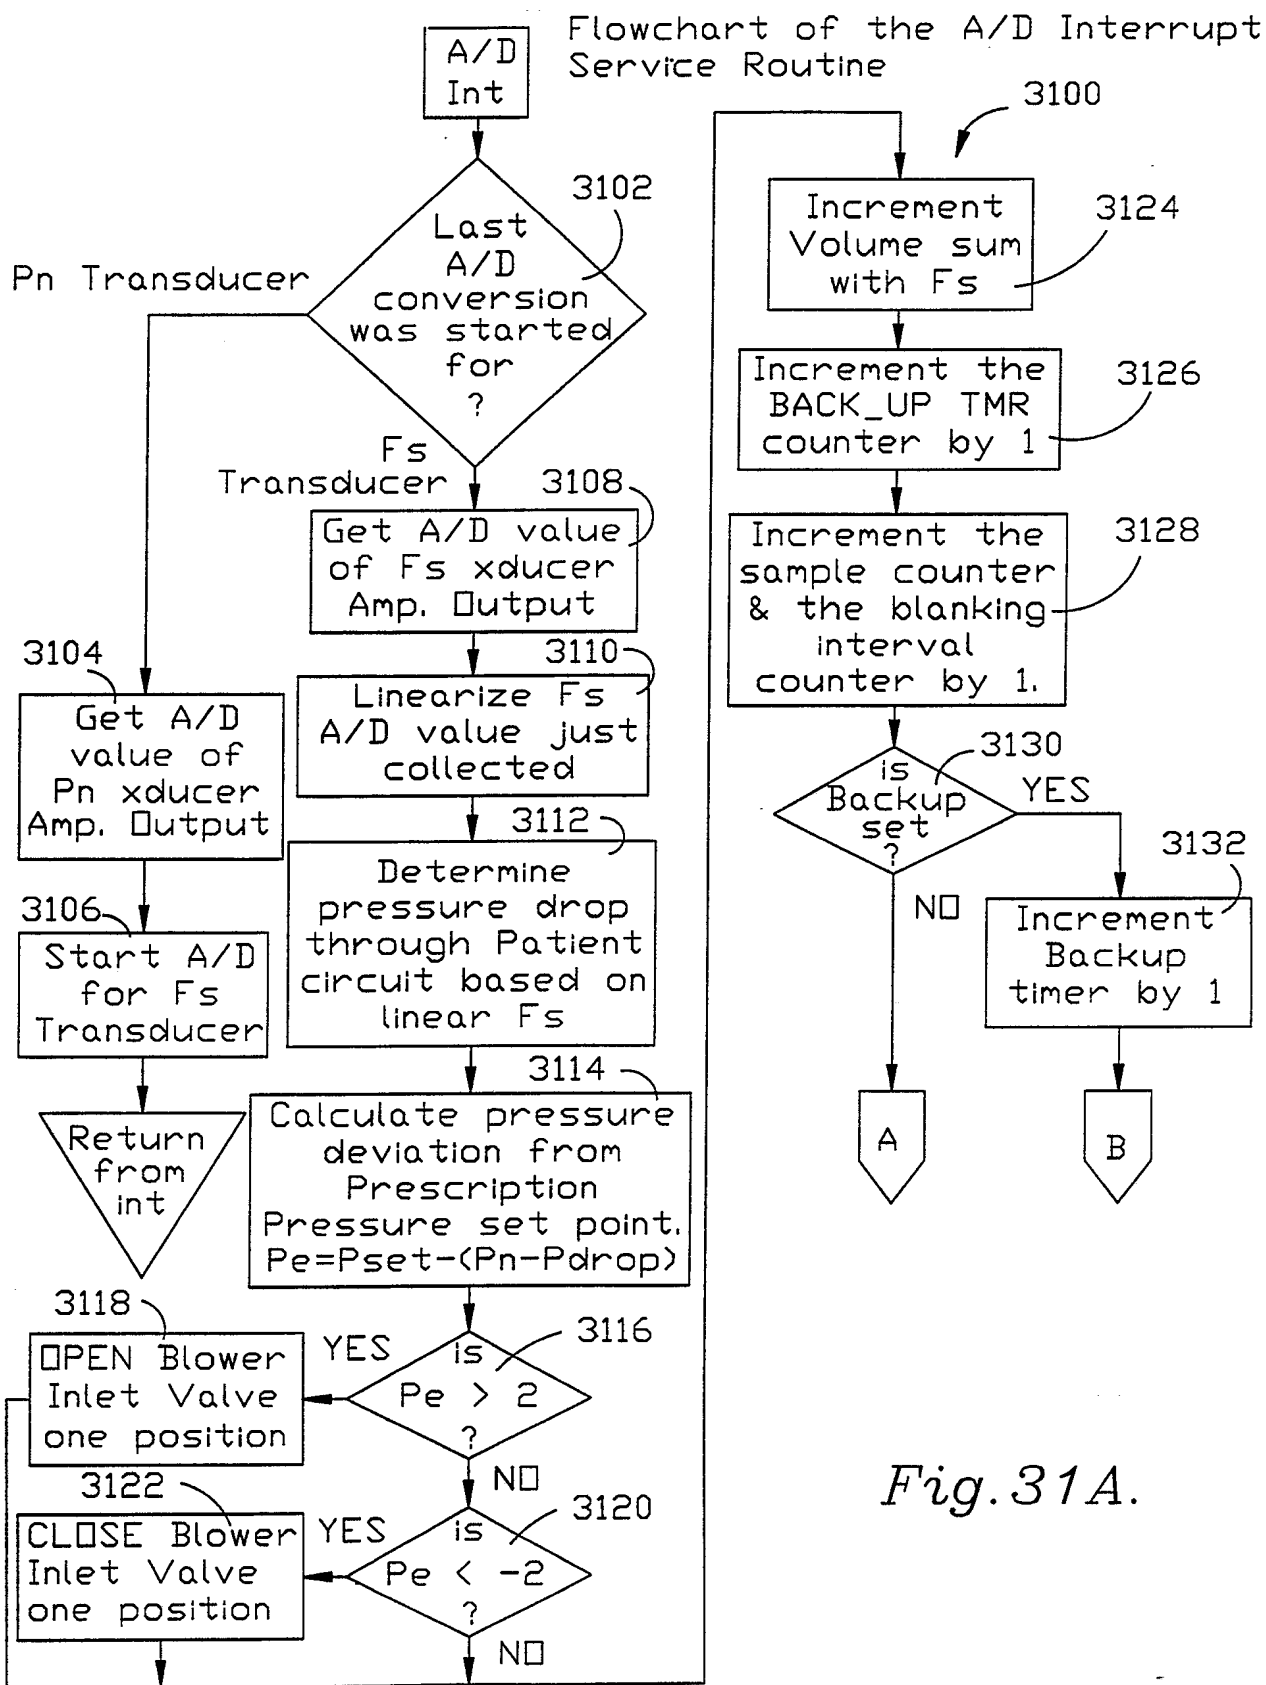 Flowchart of the A/D Interrupt
Service Routine
A/D
Int
3100
3102
Last
A/D
conversion
was started
for
?
Pn Transducer
Fs
Transducer
3104
Get A/D
value of
Pn xducer
Amp. Output
3106
Start A/D
for Fs
Transducer
Return
from
int
3108
Get A/D value
of Fs xducer
Amp. Output
3110
Linearize Fs
A/D value just
collected
3112
Determine
pressure drop
through Patient
circuit based on
linear Fs
3114
Calculate pressure
deviation from
Prescription
Pressure set point.
Pe=Pset-(Pn-Pdrop)
3116
is
Pe > 2
?
YES
NO
3118
OPEN Blower
Inlet Valve
one position
3120
is
Pe < -2
?
YES
NO
3122
CLOSE Blower
Inlet Valve
one position
3124
Increment
Volume sum
with Fs
3126
Increment the
BACK_UP TMR
counter by 1
3128
Increment the
sample counter
& the blanking
interval
counter by 1.
3130
is
Backup
set
?
YES
NO
3132
Increment
Backup
timer by 1
A
B
Fig.31A.